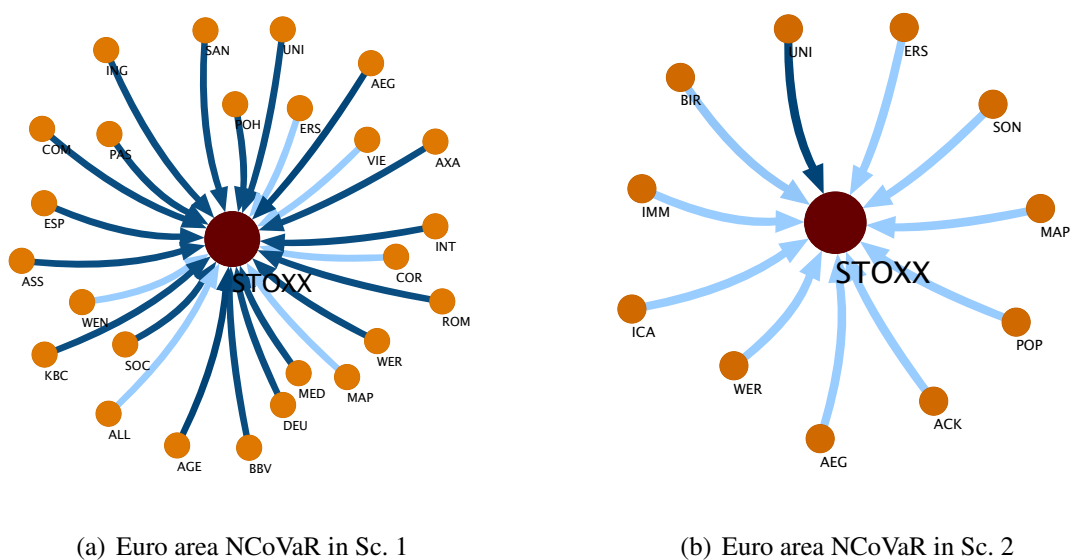 SAN
UNI
ING
AEG
POH
ERS
COM
PAS
VIE
AXA
ESP
INT
ASS
COR
STOXX
WEN
ROM
SOC
WER
KBC
MED
MAP
ALL
DEU
AGE
BBV
(a) Euro area NCoVaR in Sc. 1
UNI
ERS
BIR
SON
IMM
MAP
STOXX
ICA
POP
WER
ACK
AEG
(b) Euro area NCoVaR in Sc. 2